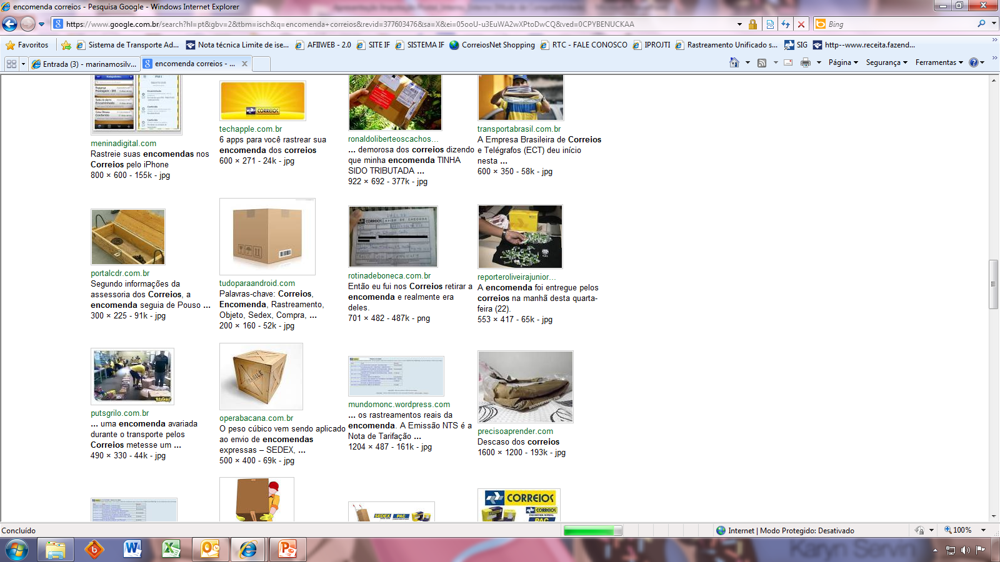 encomenda correios - Pesquisa Google - Windows Internet Explorer
https://www.google.com.br/search?hl=pt&gbv=2&tbm=isch&q=encomenda+correios&revid=377603476&sa=X&ei=05ooU-u3EuWA2wXPtoDwCQ&ved=0CPYBENUCKAA
Bing
Favoritos
Sistema de Transporte Ad...
Nota técnica Limite de ise...
AFIIWEB - 2.0
SITE IF
SISTEMA IF
CorreiosNet Shopping
RTC - FALE CONOSCO
IPROJTI
Rastreamento Unificado s...
SIG
http--www.receita.fazend...
Entrada (3) - marinamosilv...
encomenda correios - ...
Página
Segurança
Ferramentas
meninadigital.com
Rastreie suas encomendas nos
Correios pelo iPhone
800 × 600 - 155k - jpg
CORREIOS
techapple.com.br
6 apps para você rastrear sua
encomenda dos correios
600 × 271 - 24k - jpg
ronaldoliberteoscachos...
... demorosa dos correios dizendo
que minha encomenda TINHA
SIDO TRIBUTADA ...
922 × 692 - 377k - jpg
transportabrasil.com.br
A Empresa Brasileira de Correios
e Telégrafos (ECT) deu início
nesta ...
600 × 350 - 58k - jpg
portalcdr.com.br
Segundo informações da
assessoria dos Correios, a
encomenda seguia de Pouso ...
300 × 225 - 91k - jpg
tudoparaandroid.com
Palavras-chave: Correios,
Encomenda, Rastreamento,
Objeto, Sedex, Compra, ...
200 × 160 - 52k - jpg
CORREIOS AVISO DE CHEGADA
rotinadeboneca.com.br
Então eu fui nos Correios retirar a
encomenda e realmente era
deles.
701 × 482 - 487k - png
reporteroliveirajunior...
A encomenda foi entregue pelos
correios na manhã desta quarta-
feira (22).
553 × 417 - 65k - jpg
putsgrilo.com.br
... uma encomenda avariada
durante o transporte pelos
Correios metesse um ...
490 × 330 - 44k - jpg
FRAGILE
operabacana.com.br
O peso cúbico vem sendo aplicado
ao envio de encomendas
expressas – SEDEX, ...
500 × 400 - 69k - jpg
mundomonc.wordpress.com
... os rastreamentos reais da
encomenda. A Emissão NTS é a
Nota de Tarifação ...
1204 × 487 - 161k - jpg
precisoaprender.com
Descaso dos correios
1600 × 1200 - 193k - jpg
SEDEX PAC
CORREIOS
CORREIOS
ENCOMENDA NORMAL
PAC
Concluído
Internet | Modo Protegido: Desativado
100%
Karyn Servin